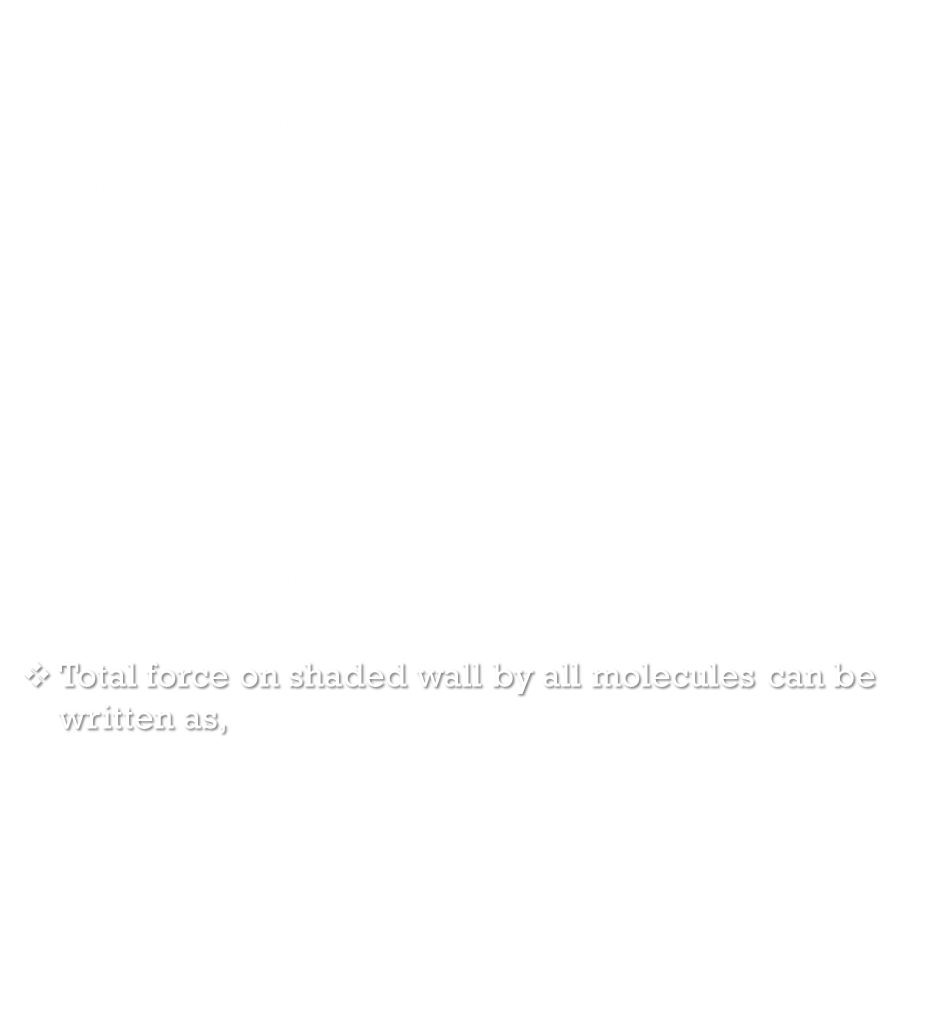 ❖ Total force on shaded wall by all molecules can be
written as,